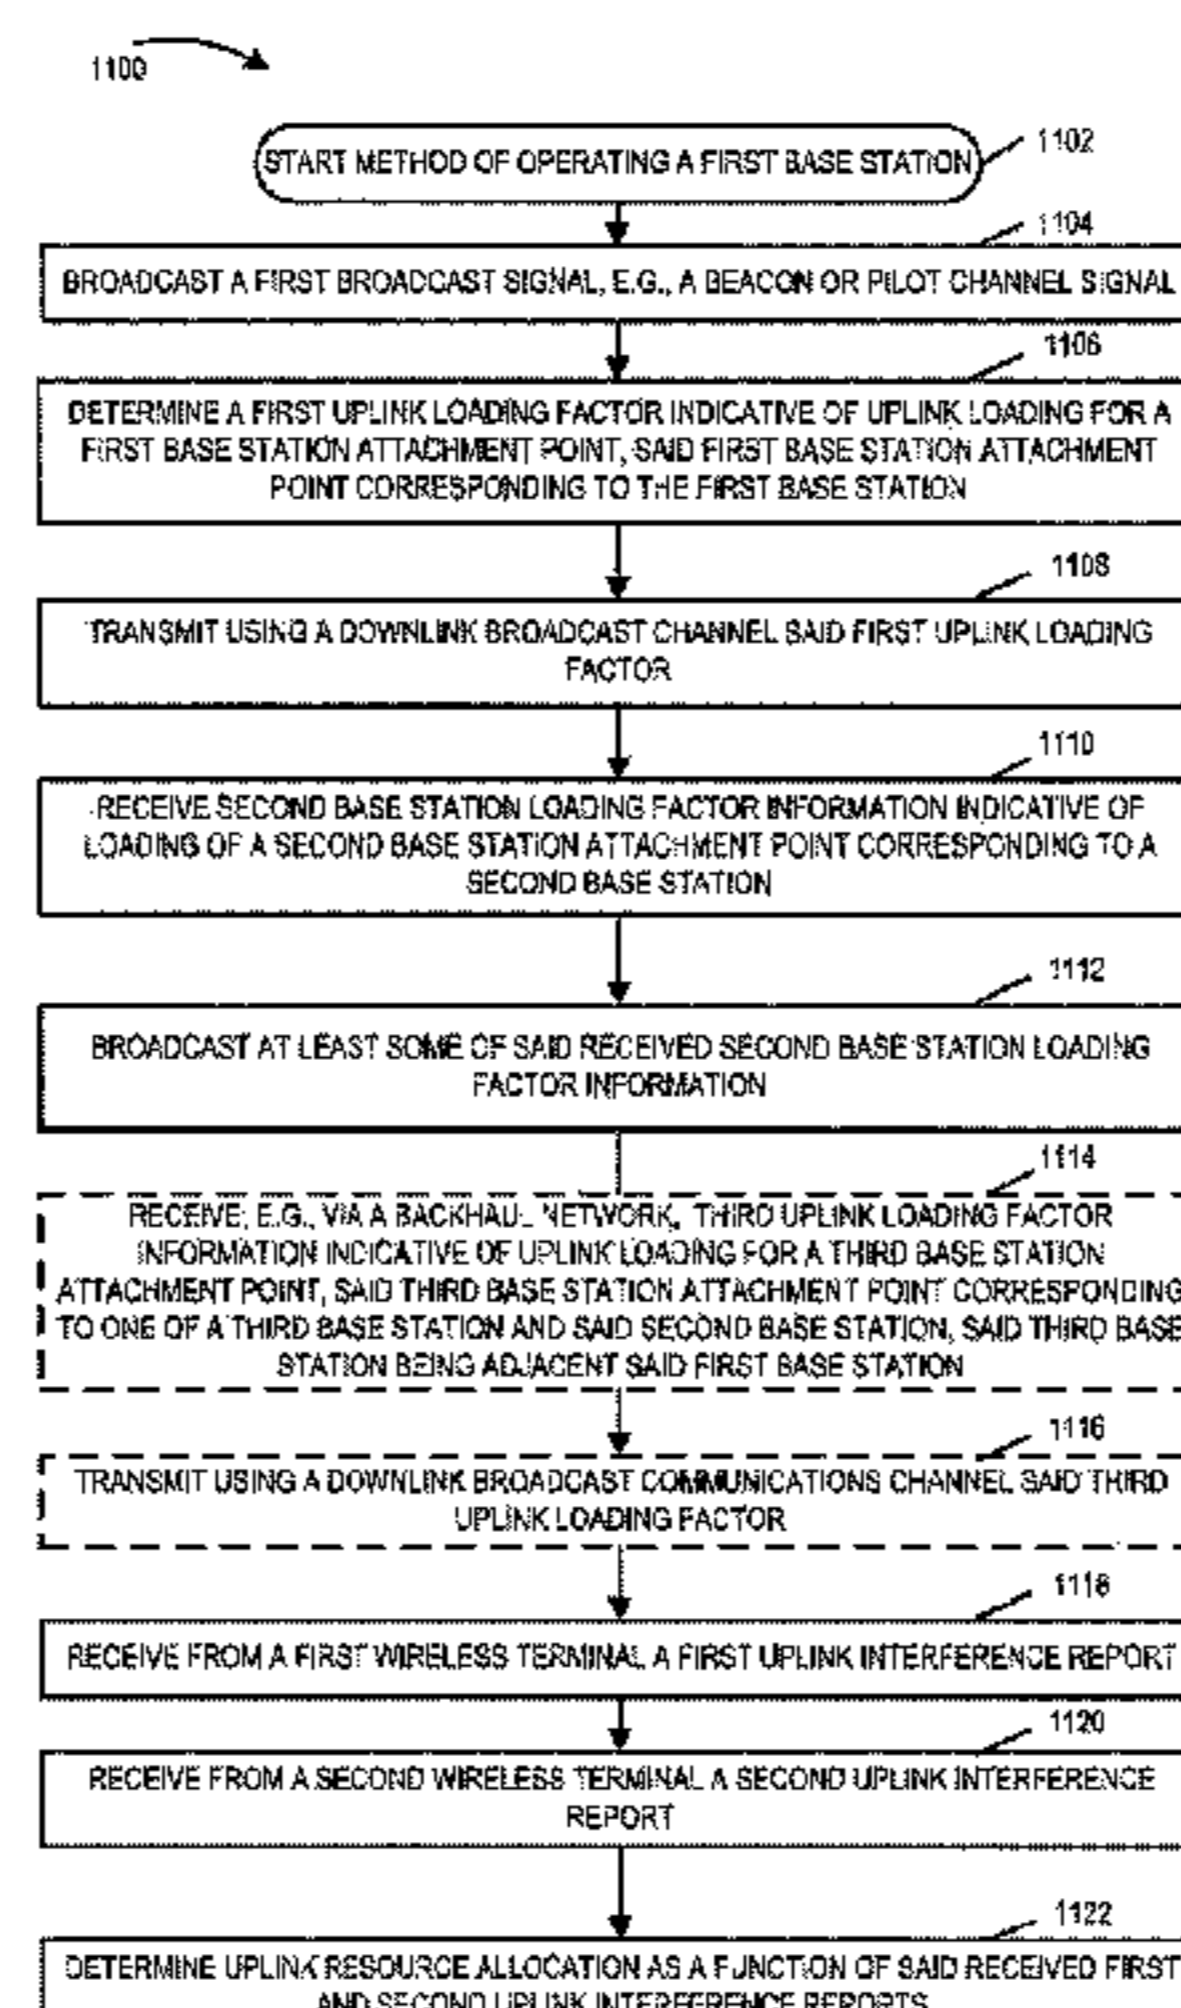 1100
START METHOD OF OPERATING A FIRST BASE STATION
1102
1104
BROADCAST A FIRST BROADCAST SIGNAL, E.G., A BEACON OR PILOT CHANNEL SIGNAL
1106
DETERMINE A FIRST UPLINK LOADING FACTOR INDICATIVE OF UPLINK LOADING FOR A
FIRST BASE STATION ATTACHMENT POINT, SAID FIRST BASE STATION ATTACHMENT
POINT CORRESPONDING TO THE FIRST BASE STATION
1108
TRANSMIT USING A DOWNLINK BROADCAST CHANNEL SAID FIRST UPLINK LOADING
FACTOR
1110
RECEIVE SECOND BASE STATION LOADING FACTOR INFORMATION INDICATIVE OF
LOADING OF A SECOND BASE STATION ATTACHMENT POINT CORRESPONDING TO A
SECOND BASE STATION
1112
BROADCAST AT LEAST SOME OF SAID RECEIVED SECOND BASE STATION LOADING
FACTOR INFORMATION
1114
RECEIVE, E.G., VIA A BACKHAUL NETWORK, THIRD UPLINK LOADING FACTOR
INFORMATION INDICATIVE OF UPLINK LOADING FOR A THIRD BASE STATION
ATTACHMENT POINT, SAID THIRD BASE STATION ATTACHMENT POINT CORRESPONDING
TO ONE OF A THIRD BASE STATION AND SAID SECOND BASE STATION, SAID THIRD BASE
STATION BEING ADJACENT SAID FIRST BASE STATION
1116
TRANSMIT USING A DOWNLINK BROADCAST COMMUNICATIONS CHANNEL SAID THIRD
UPLINK LOADING FACTOR
1118
RECEIVE FROM A FIRST WIRELESS TERMINAL A FIRST UPLINK INTERFERENCE REPORT
1120
RECEIVE FROM A SECOND WIRELESS TERMINAL A SECOND UPLINK INTERFERENCE
REPORT
1122
DETERMINE UPLINK RESOURCE ALLOCATION AS A FUNCTION OF SAID RECEIVED FIRST
AND SECOND UPLINK INTERFERENCE REPORTS